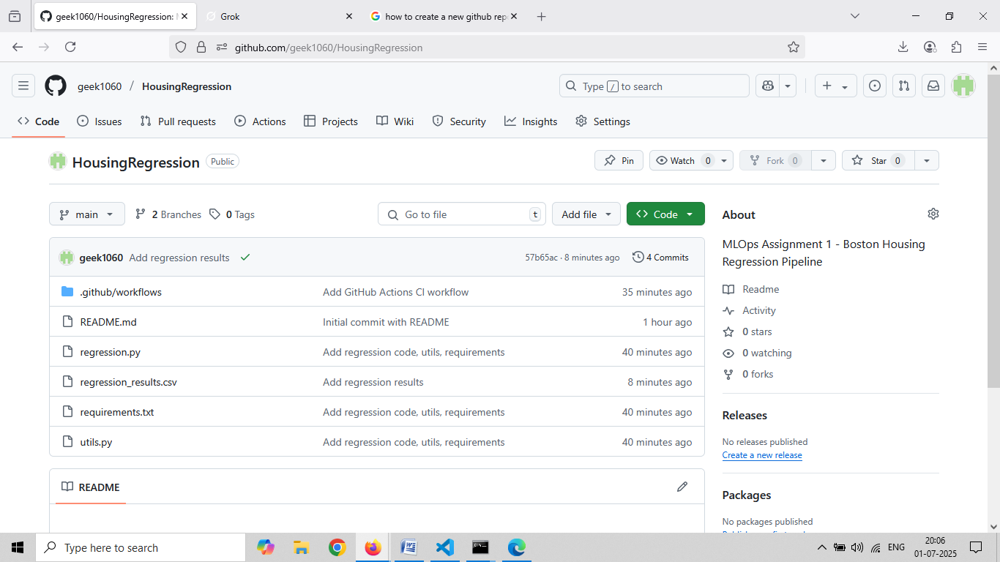 geek1060/HousingRegression: M
Grok
how to create a new github rep
github.com/geek1060/HousingRegression
geek1060 / HousingRegression
Type / to search
Code
Issues
Pull requests
Actions
Projects
Wiki
Security
Insights
Settings
HousingRegression Public
Pin
Watch 0
Fork 0
Star 0
main
2 Branches
0 Tags
Go to file t
Add file
Code
geek1060 Add regression results
57b65ac · 8 minutes ago
4 Commits
.github/workflows Add GitHub Actions CI workflow 35 minutes ago
README.md Initial commit with README 1 hour ago
regression.py Add regression code, utils, requirements 40 minutes ago
regression_results.csv Add regression results 8 minutes ago
requirements.txt Add regression code, utils, requirements 40 minutes ago
utils.py Add regression code, utils, requirements 40 minutes ago
README
About
MLOps Assignment 1 - Boston Housing
Regression Pipeline
Readme
Activity
0 stars
0 watching
0 forks
Releases
No releases published
Create a new release
Packages
No packages published
Type here to search
ENG
20:06
01-07-2025